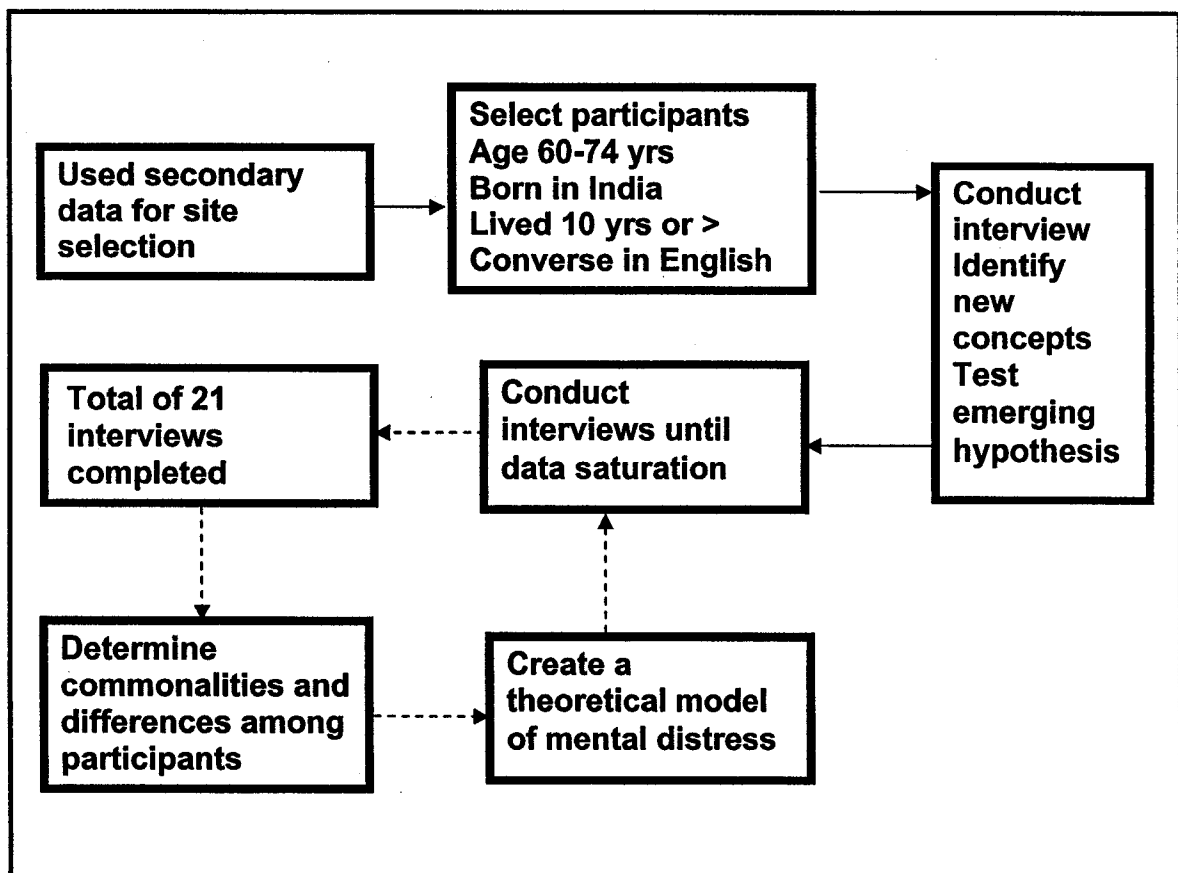 Used secondary
data for site
selection
Select participants
Age 60-74 yrs
Born in India
Lived 10 yrs or >
Converse in English
Conduct
interview
Identify
new
concepts
Test
emerging
hypothesis
Conduct
interviews until
data saturation
Total of 21
interviews
completed
Determine
commonalities and
differences among
participants
Create a
theoretical model
of mental distress